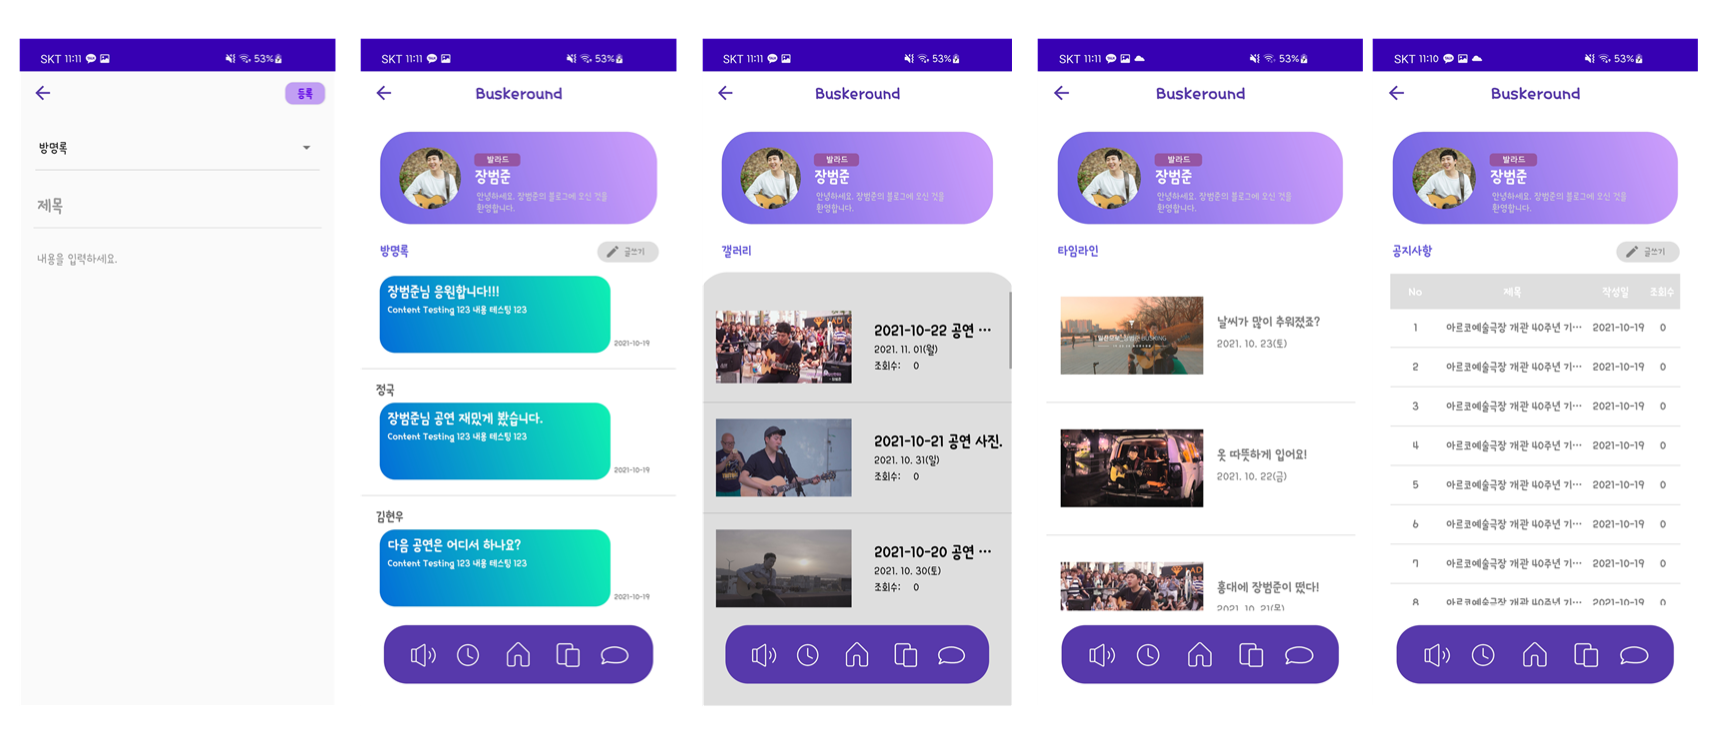 SKT 11:11
53%
등록
방명록
제목
내용을 입력하세요.
SKT 11:11
53%
Buskeround
발라드
장범준
안녕하세요. 장범준의 블로그에 오신 것을
환영합니다.
방명록
글쓰기
장범준님 응원합니다!!!
Content Testing 123 내용 테스팅 123
2021-10-19
정국
장범준님 공연 재밌게 봤습니다.
Content Testing 123 내용 테스팅 123
2021-10-19
김현우
다음 공연은 어디서 하나요?
Content Testing 123 내용 테스팅 123
2021-10-19
SKT 11:11
53%
Buskeround
발라드
장범준
안녕하세요. 장범준의 블로그에 오신 것을
환영합니다.
갤러리
2021-10-22 공연 ···
2021. 11. 01(월)
조회수: 0
2021-10-21 공연 사진.
2021. 10. 31(일)
조회수: 0
2021-10-20 공연 ···
2021. 10. 30(토)
조회수: 0
SKT 11:11
53%
Buskeround
발라드
장범준
안녕하세요. 장범준의 블로그에 오신 것을
환영합니다.
타임라인
날씨가 많이 추워졌죠?
2021. 10. 23(토)
옷 따뜻하게 입어요!
2021. 10. 22(금)
홍대에 장범준이 떴다!
2021. 10. 21(목)
SKT 11:10
53%
Buskeround
발라드
장범준
안녕하세요. 장범준의 블로그에 오신 것을
환영합니다.
공지사항
글쓰기
No 제목 작성일 조회수
1 아르코예술극장 개관 40주년 기··· 2021-10-19 0
2 아르코예술극장 개관 40주년 기··· 2021-10-19 0
3 아르코예술극장 개관 40주년 기··· 2021-10-19 0
4 아르코예술극장 개관 40주년 기··· 2021-10-19 0
5 아르코예술극장 개관 40주년 기··· 2021-10-19 0
6 아르코예술극장 개관 40주년 기··· 2021-10-19 0
7 아르코예술극장 개관 40주년 기··· 2021-10-19 0
8 아르코예술극장 개관 40주년 기··· 2021-10-19 0